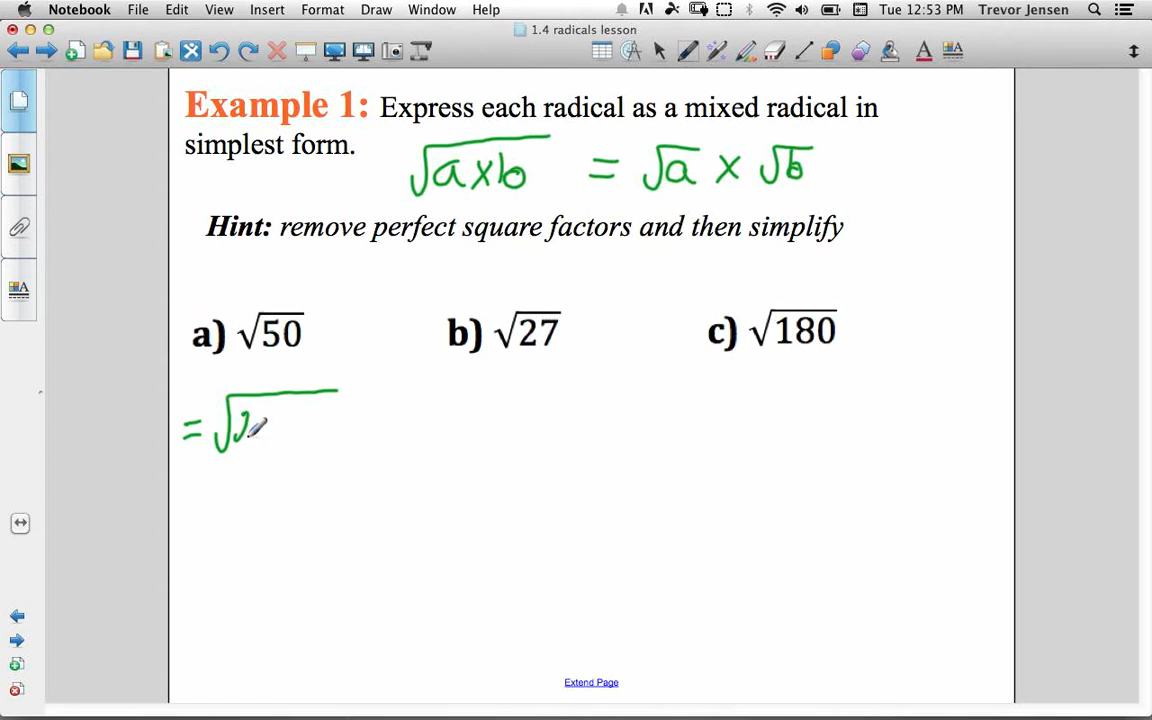 Notebook File Edit View Insert Format Draw Window Help Tue 12:53 PM Trevor Jensen
1.4 radicals lesson
Example 1: Express each radical as a mixed radical in
simplest form.
√a×b = √a × √b
Hint: remove perfect square factors and then simplify
a) √50 b) √27 c) √180
= √2
Extend Page